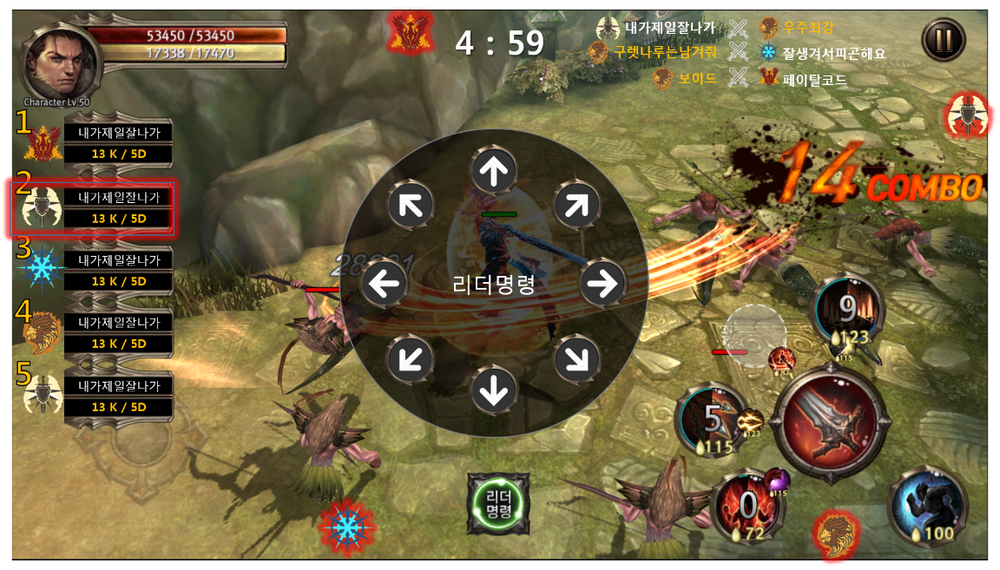 53450 /53450
17338 /17470
Character Lv.50
4 : 59
내가제일잘나가 우주최강
구렛나루는남겨줘 잘생겨서피곤해요
보이드 페이탈코드
1
내가제일잘나가
13 K / 5D
2
내가제일잘나가
13 K / 5D
3
내가제일잘나가
13 K / 5D
4
내가제일잘나가
13 K / 5D
5
내가제일잘나가
13 K / 5D
14 COMBO
리더명령
9
123
115
5
123
115
0
115
72
100
리더
명령